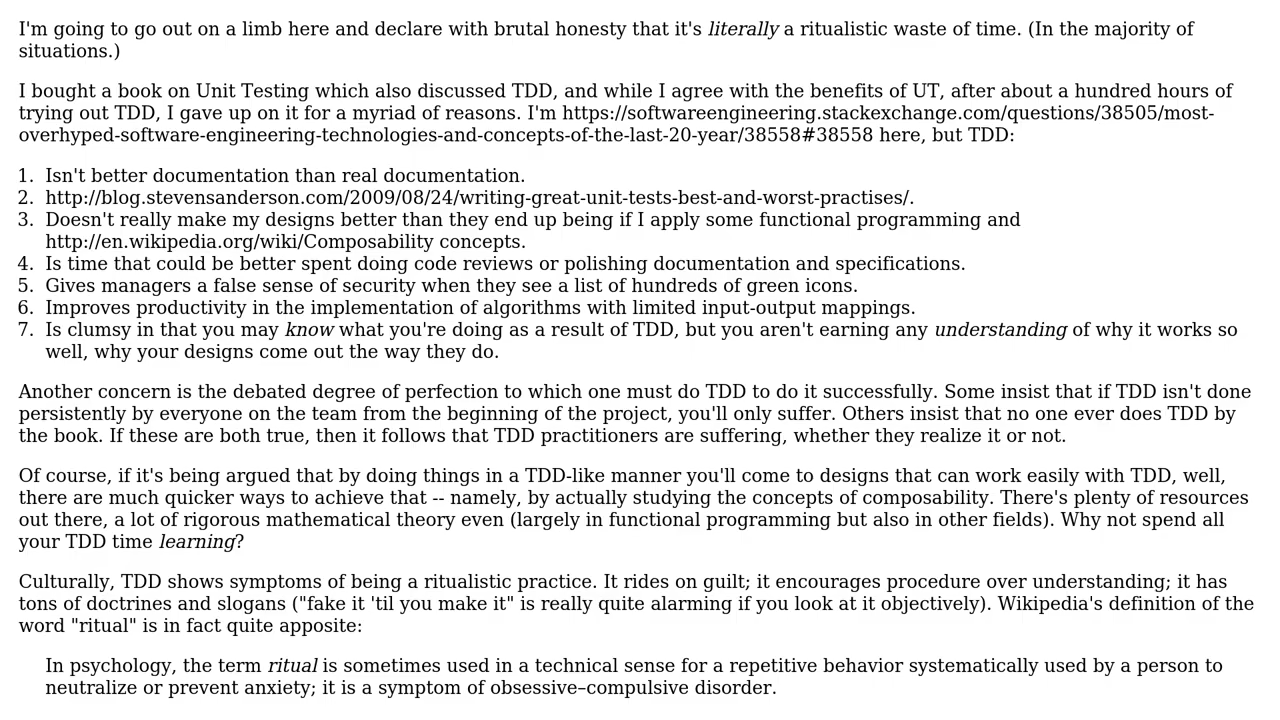 I'm going to go out on a limb here and declare with brutal honesty that it's literally a ritualistic waste of time. (In the majority of
situations.)
I bought a book on Unit Testing which also discussed TDD, and while I agree with the benefits of UT, after about a hundred hours of
trying out TDD, I gave up on it for a myriad of reasons. I'm https://softwareengineering.stackexchange.com/questions/38505/most-
overhyped-software-engineering-technologies-and-concepts-of-the-last-20-year/38558#38558 here, but TDD:
1. Isn't better documentation than real documentation.
2. http://blog.stevensanderson.com/2009/08/24/writing-great-unit-tests-best-and-worst-practises/.
3. Doesn't really make my designs better than they end up being if I apply some functional programming and
http://en.wikipedia.org/wiki/Composability concepts.
4. Is time that could be better spent doing code reviews or polishing documentation and specifications.
5. Gives managers a false sense of security when they see a list of hundreds of green icons.
6. Improves productivity in the implementation of algorithms with limited input-output mappings.
7. Is clumsy in that you may know what you're doing as a result of TDD, but you aren't earning any understanding of why it works so
well, why your designs come out the way they do.
Another concern is the debated degree of perfection to which one must do TDD to do it successfully. Some insist that if TDD isn't done
persistently by everyone on the team from the beginning of the project, you'll only suffer. Others insist that no one ever does TDD by
the book. If these are both true, then it follows that TDD practitioners are suffering, whether they realize it or not.
Of course, if it's being argued that by doing things in a TDD-like manner you'll come to designs that can work easily with TDD, well,
there are much quicker ways to achieve that -- namely, by actually studying the concepts of composability. There's plenty of resources
out there, a lot of rigorous mathematical theory even (largely in functional programming but also in other fields). Why not spend all
your TDD time learning?
Culturally, TDD shows symptoms of being a ritualistic practice. It rides on guilt; it encourages procedure over understanding; it has
tons of doctrines and slogans ("fake it 'til you make it" is really quite alarming if you look at it objectively). Wikipedia's definition of the
word "ritual" is in fact quite apposite:
In psychology, the term ritual is sometimes used in a technical sense for a repetitive behavior systematically used by a person to
neutralize or prevent anxiety; it is a symptom of obsessive–compulsive disorder.